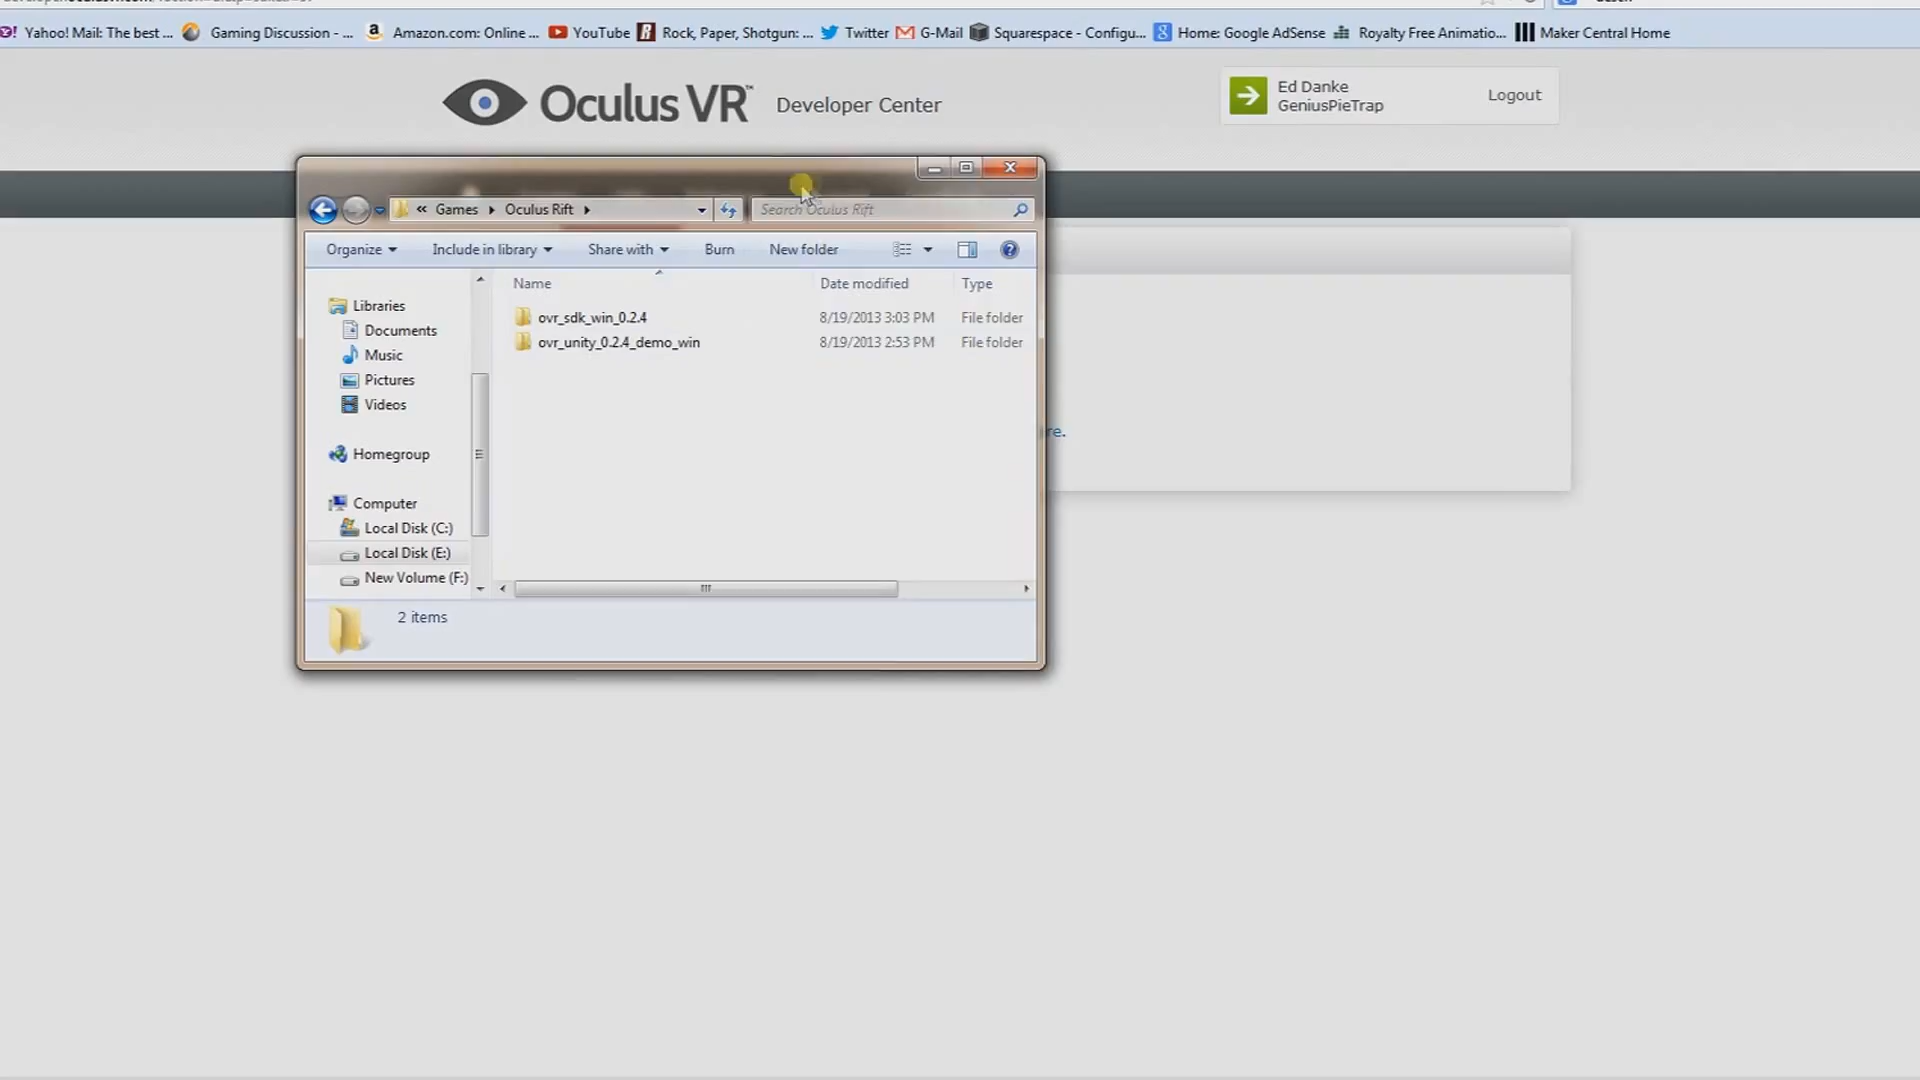 Yahoo! Mail: The best ... Gaming Discussion - ... Amazon.com: Online ... YouTube Rock, Paper, Shotgun: ... Twitter G-Mail Squarespace - Configu... Home: Google AdSense Royalty Free Animatio... Maker Central Home
Oculus VR™ Developer Center
Ed Danke
GeniusPieTrap
Logout
« Games Oculus Rift Search Oculus Rift
Organize Include in library Share with Burn New folder
Name Date modified Type
ovr_sdk_win_0.2.4 8/19/2013 3:03 PM File folder
ovr_unity_0.2.4_demo_win 8/19/2013 2:53 PM File folder
Libraries
Documents
Music
Pictures
Videos
Homegroup
Computer
Local Disk (C:)
Local Disk (E:)
New Volume (F:)
2 items
re.